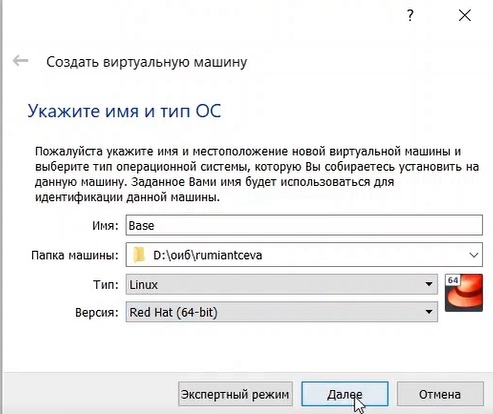 ?
Создать виртуальную машину
Укажите имя и тип ОС
Пожалуйста укажите имя и местоположение новой виртуальной машины и
выберите тип операционной системы, которую Вы собираетесь установить на
данную машину. Заданное Вами имя будет использоваться для
идентификации данной машины.
Имя: Base
Папка машины: D:\оиб\rumiantceva
Тип: Linux
64
Версия: Red Hat (64-bit)
Экспертный режим Далее Отмена